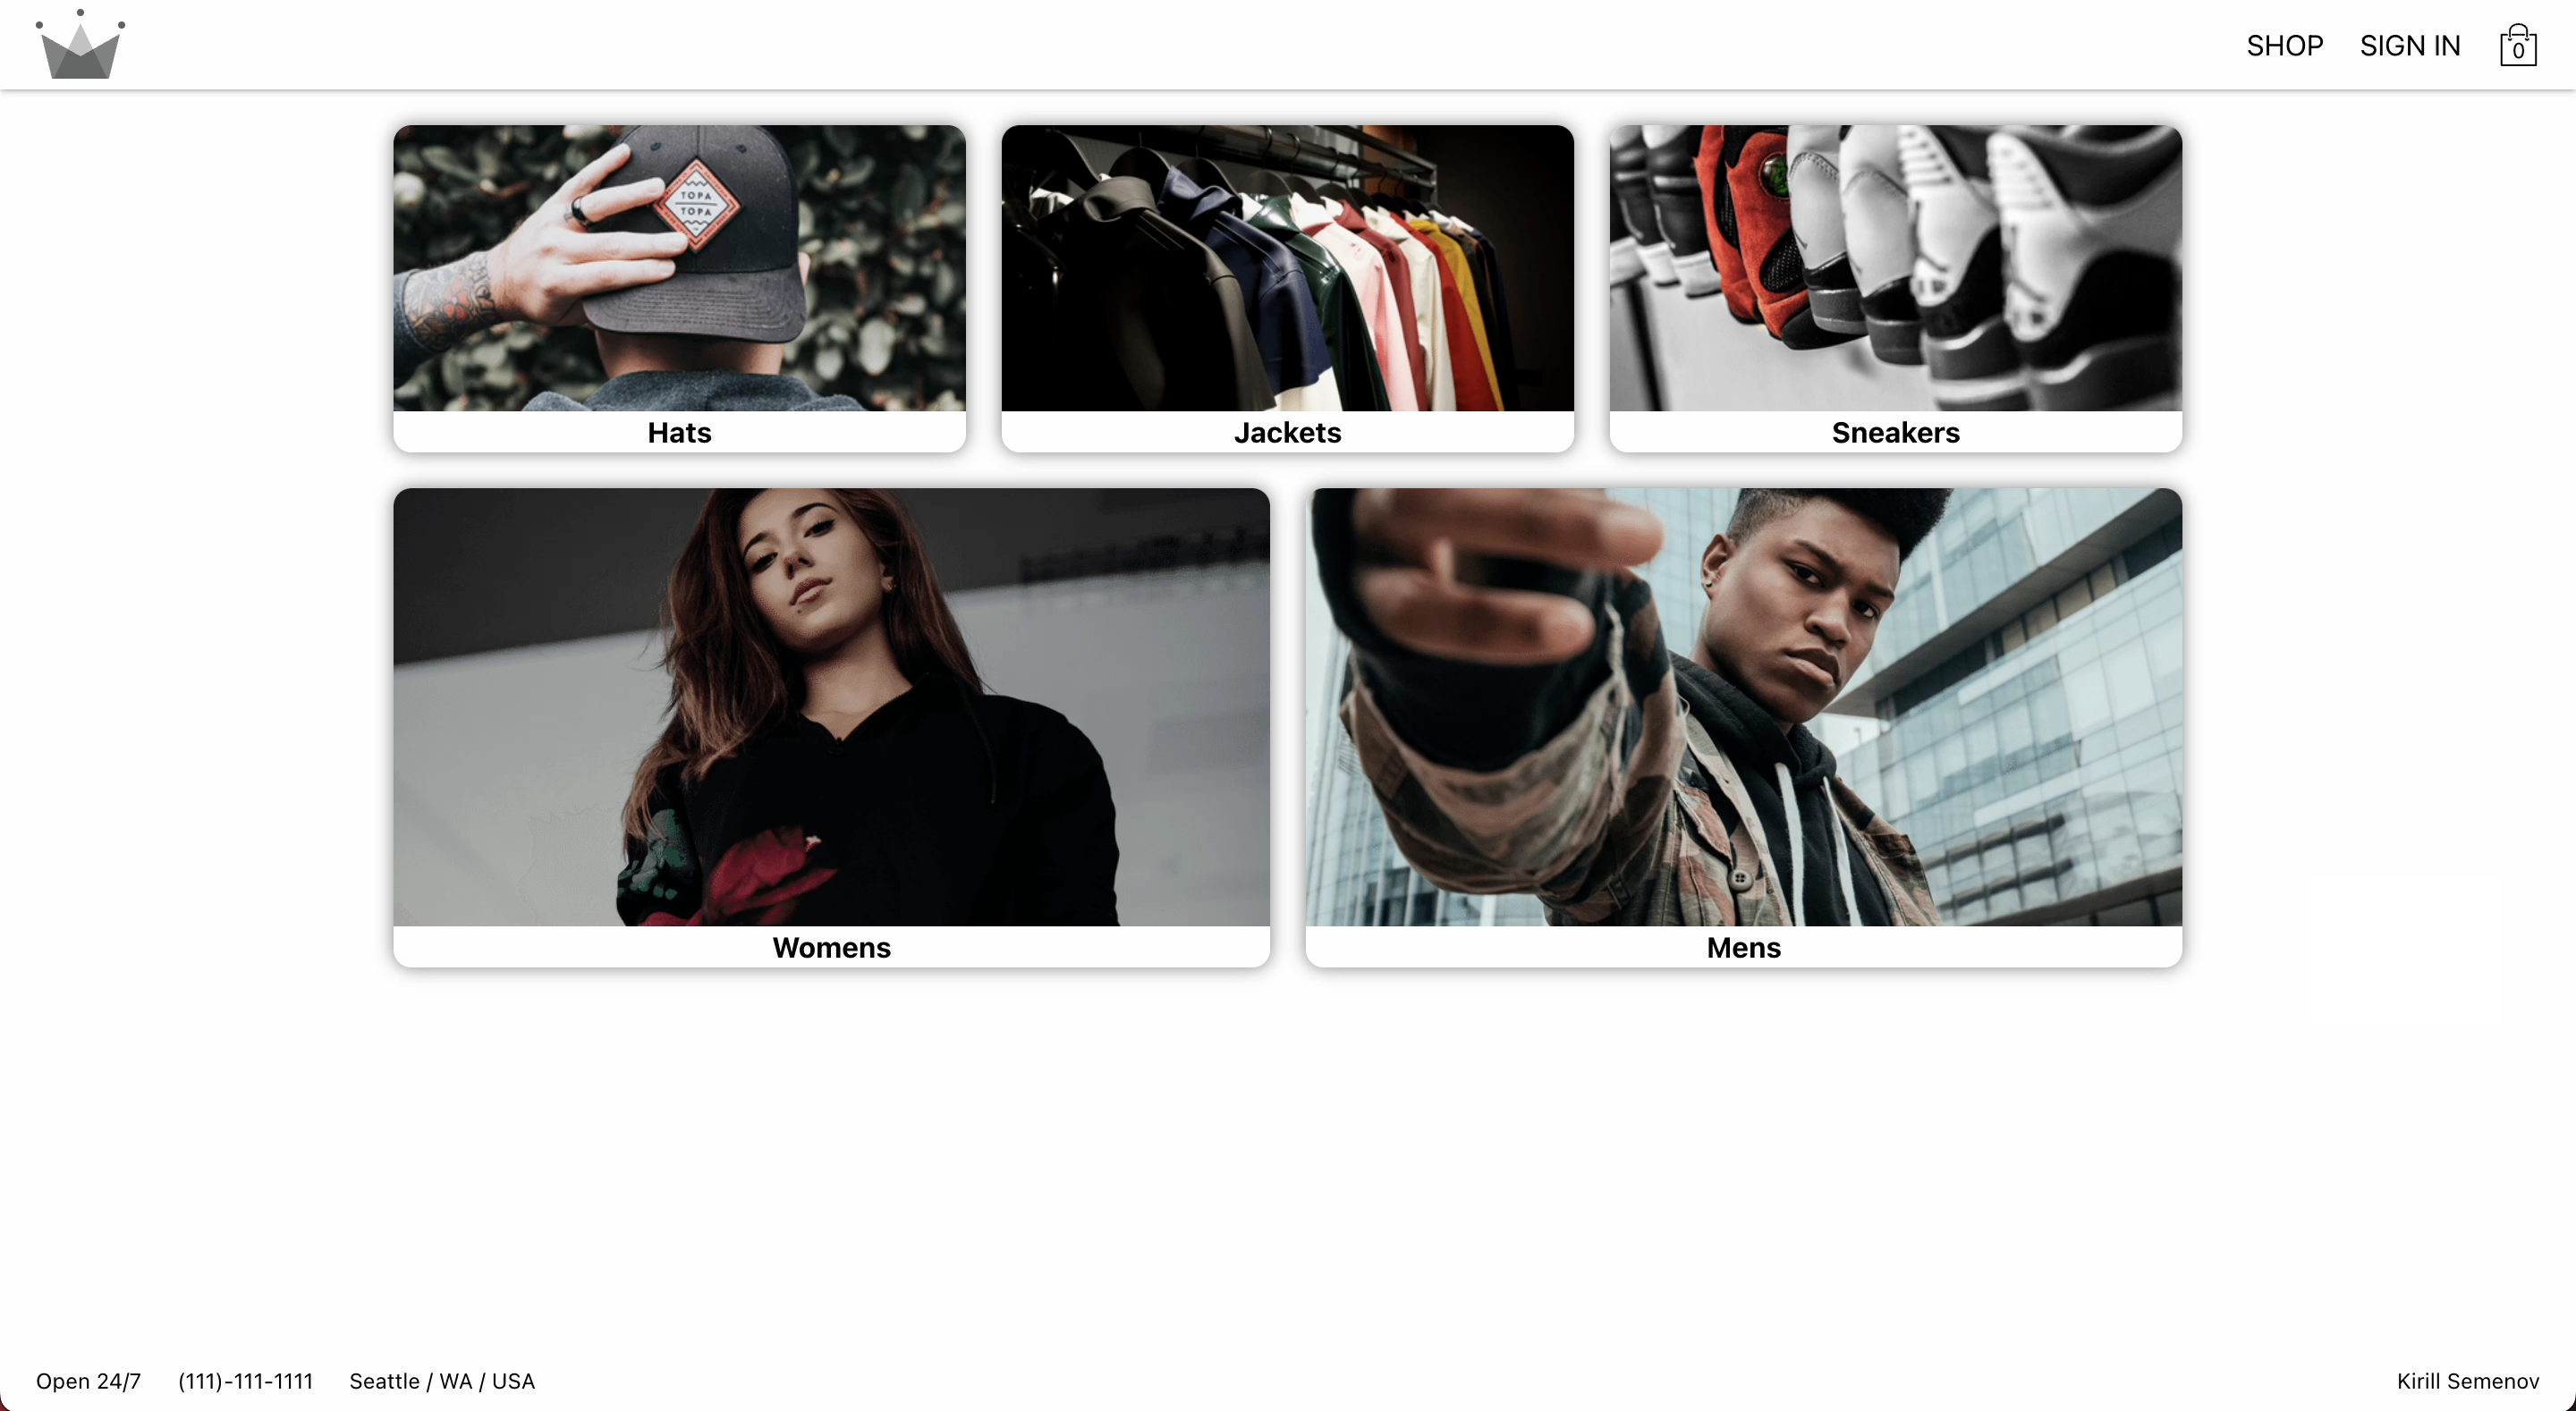 SHOP SIGN IN 0
TOPA
TOPA
Hats Jackets Sneakers
Womens Mens
Open 24/7 (111)-111-1111 Seattle / WA / USA Kirill Semenov